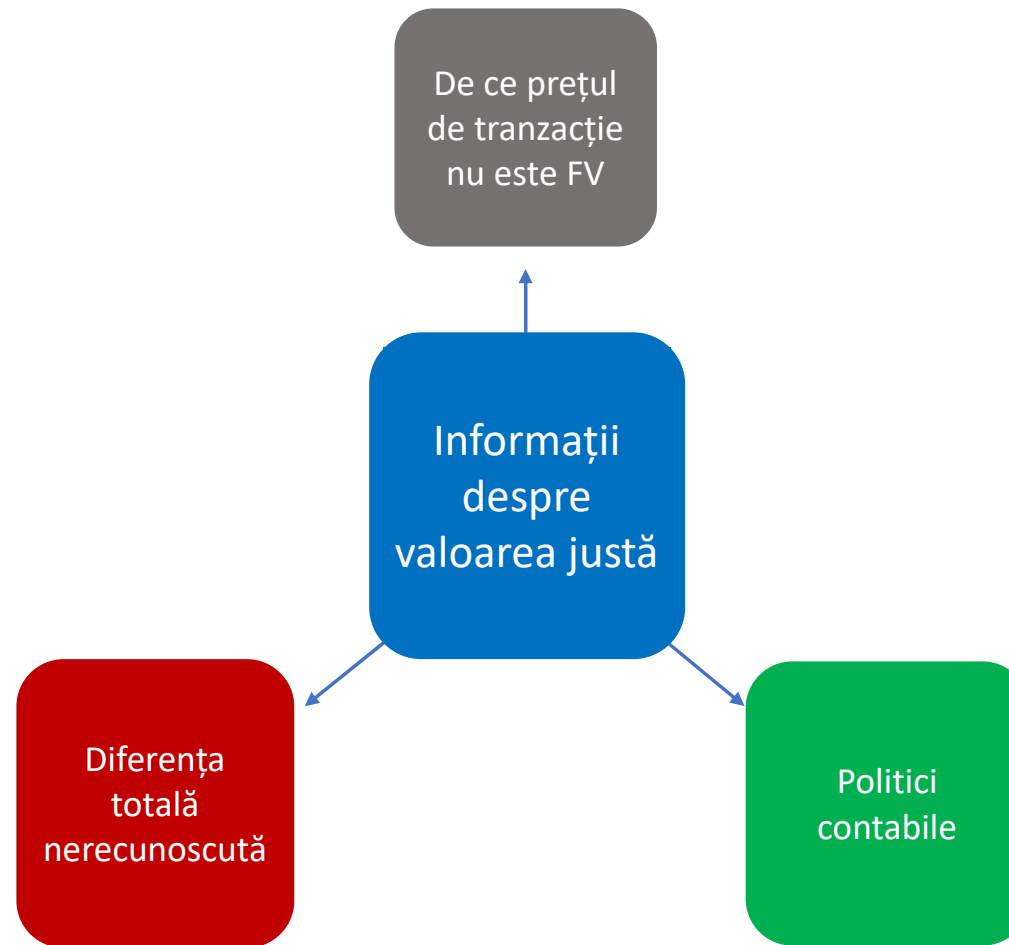 De ce prețul
de tranzacție
nu este FV
Informații
despre
valoarea justă
Diferența
totală
nerecunoscută
Politici
contabile